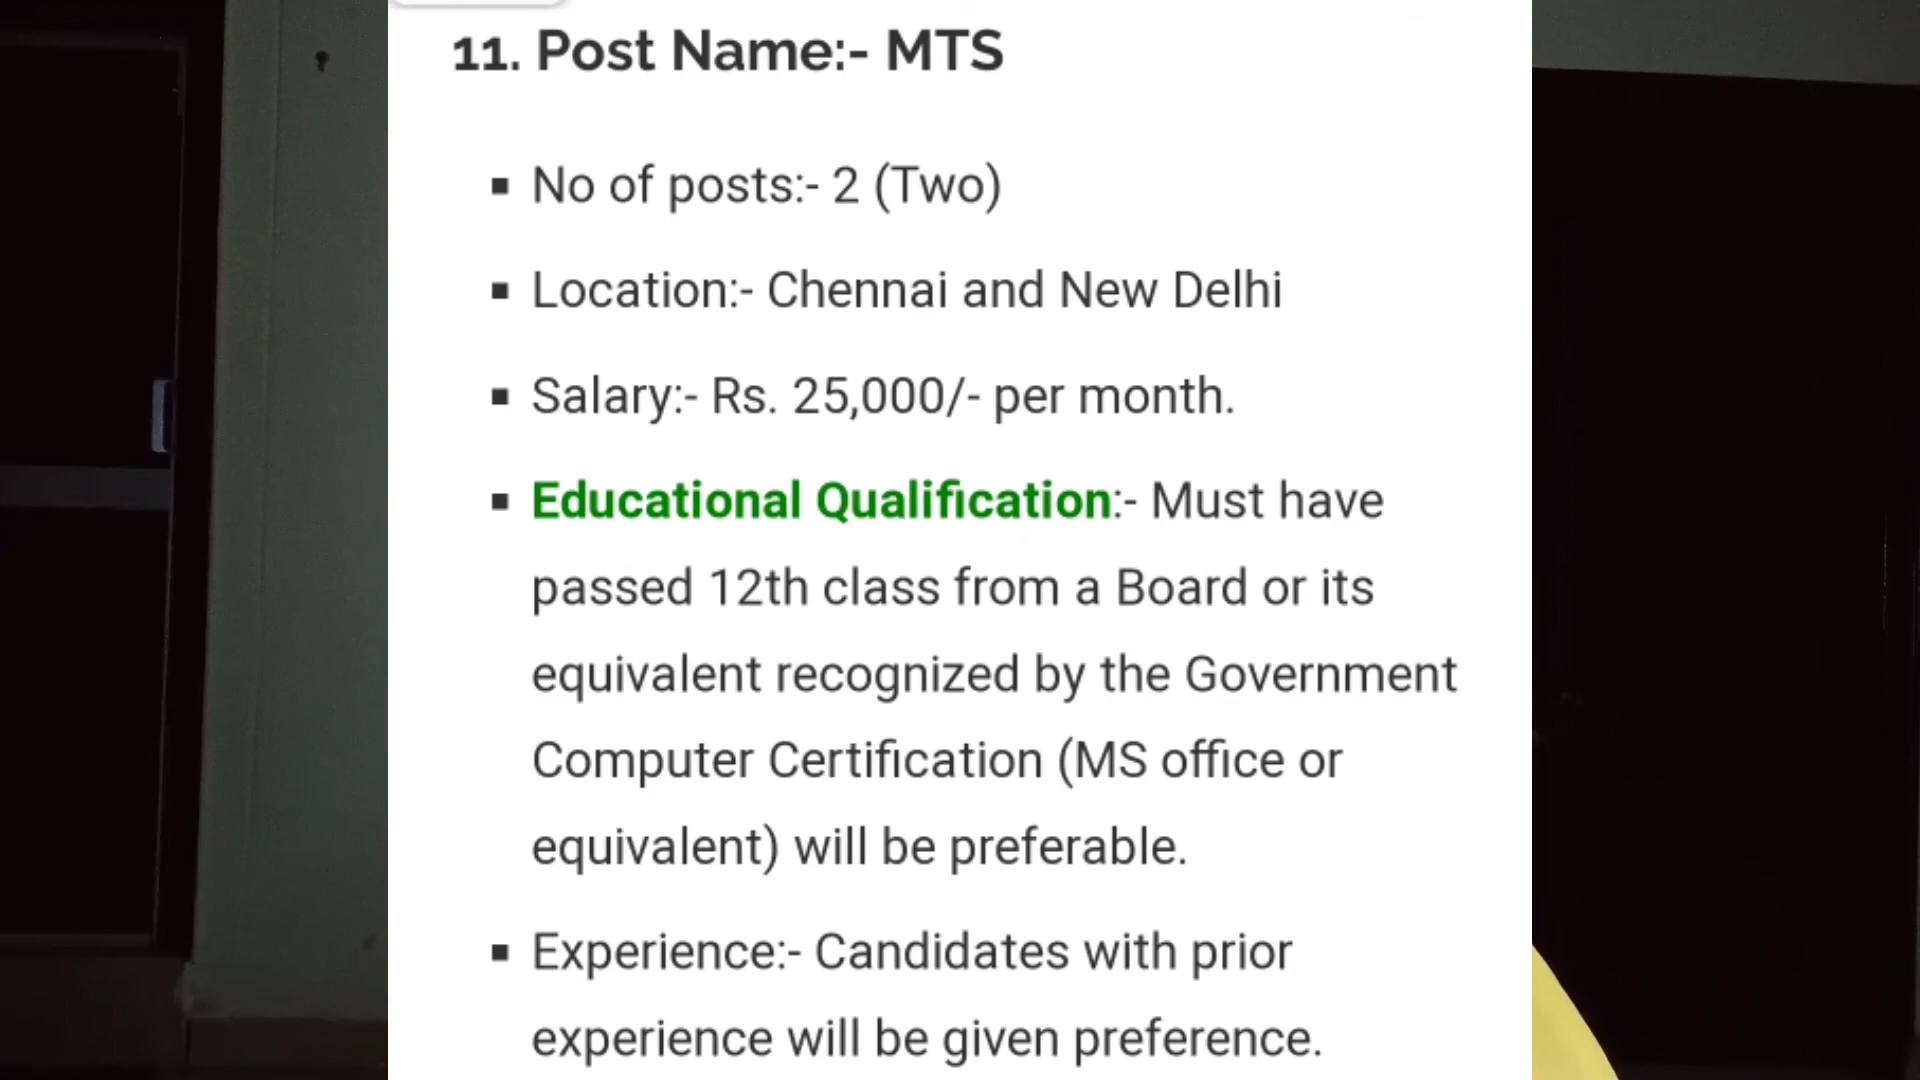 11. Post Name:- MTS
▪ No of posts:- 2 (Two)
▪ Location:- Chennai and New Delhi
▪ Salary:- Rs. 25,000/- per month.
▪ Educational Qualification:- Must have
passed 12th class from a Board or its
equivalent recognized by the Government
Computer Certification (MS office or
equivalent) will be preferable.
▪ Experience:- Candidates with prior
experience will be given preference.